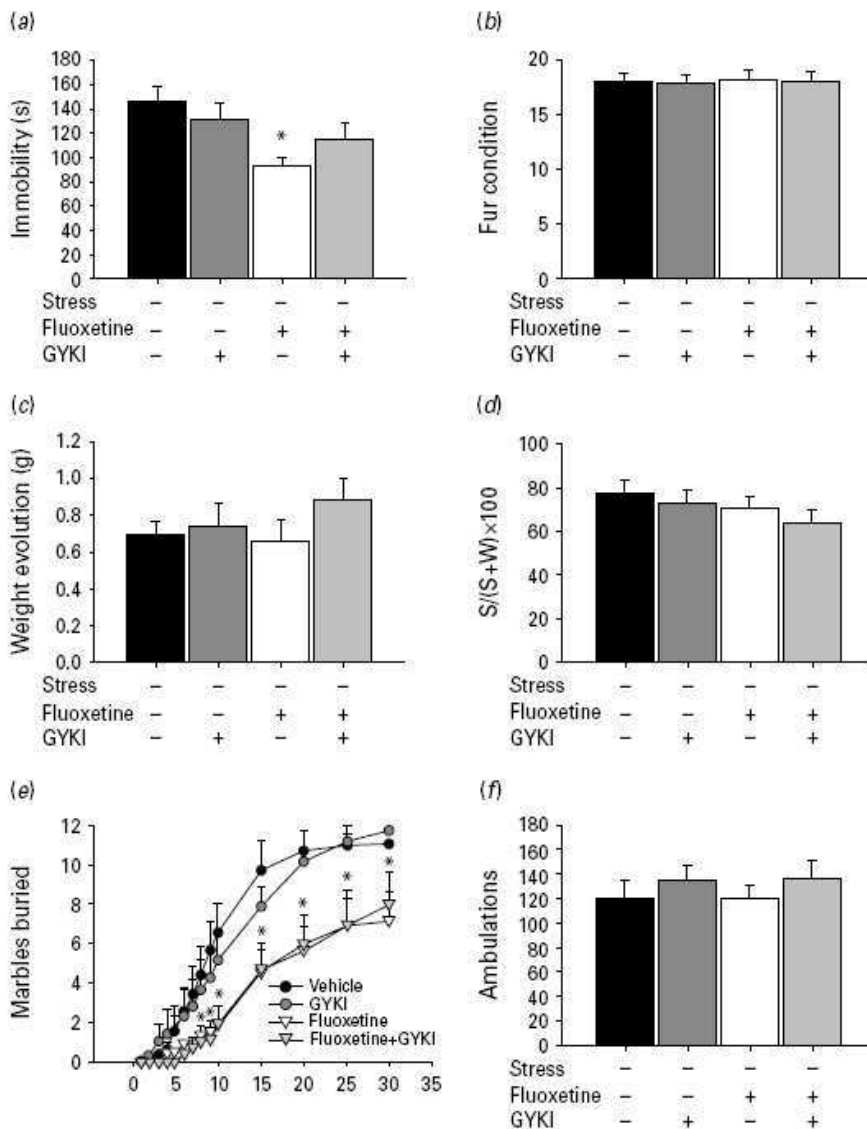 (a)
Immobility (s)
180
160
140
120
100
80
60
40
20
0
*
Stress – – – –
Fluoxetine – – + +
GYKI – + – +
(b)
Fur condition
20
15
10
5
0
Stress – – – –
Fluoxetine – – + +
GYKI – + – +
(c)
Weight evolution (g)
1.2
1.0
0.8
0.6
0.4
0.2
0.0
Stress – – – –
Fluoxetine – – + +
GYKI – + – +
(d)
S/(S+W)×100
100
80
60
40
20
0
Stress – – – –
Fluoxetine – – + +
GYKI – + – +
(e)
Marbles buried
12
10
8
6
4
2
0
* * * * * * *
Vehicle
GYKI
Fluoxetine
Fluoxetine+GYKI
0 5 10 15 20 25 30 35
(f)
Ambulations
180
160
140
120
100
80
60
40
20
0
Stress – – – –
Fluoxetine – – + +
GYKI – + – +